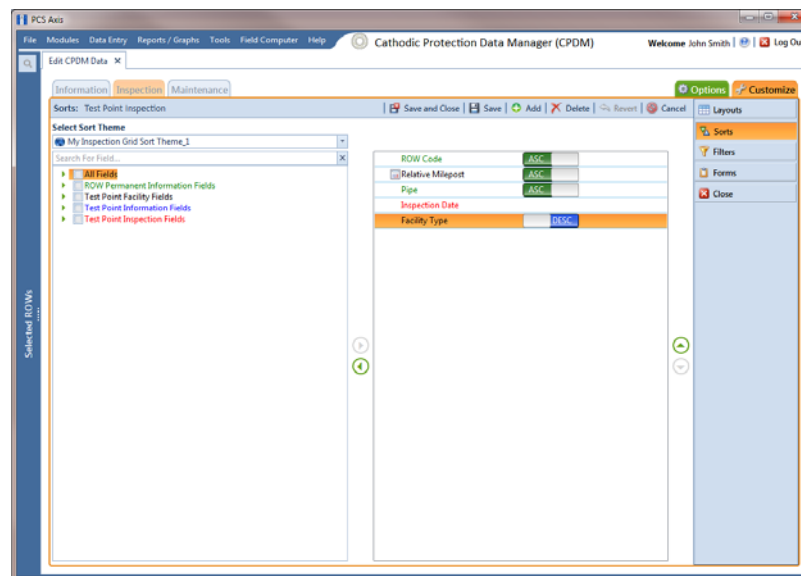 PCS Axis
File Modules Data Entry Reports / Graphs Tools Field Computer Help Cathodic Protection Data Manager (CPDM) Welcome John Smith Log Ou
Edit CPDM Data
Information Inspection Maintenance Options Customize
Sorts: Test Point Inspection Save and Close Save Add Delete Revert Cancel Layouts
Select Sort Theme Sorts
My Inspection Grid Sort Theme_1
Search For Field... Filters
All Fields ROW Code ASC
ROW Permanent Information Fields Relative Milepost ASC Forms
Test Point Facility Fields Pipe ASC Close
Test Point Information Fields Inspection Date
Test Point Inspection Fields Facility Type DESC
Selected ROWs